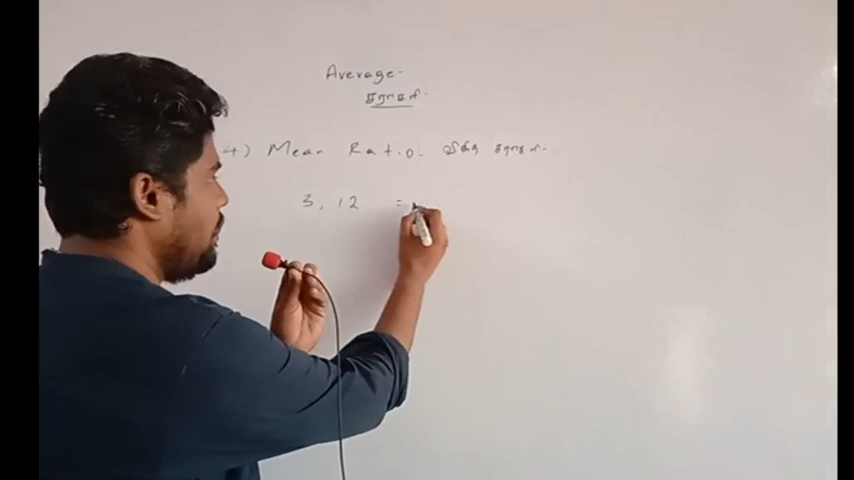 Average-
சராசரி.
4) Mean Ratio: விகித சராசரி.
3, 12 =